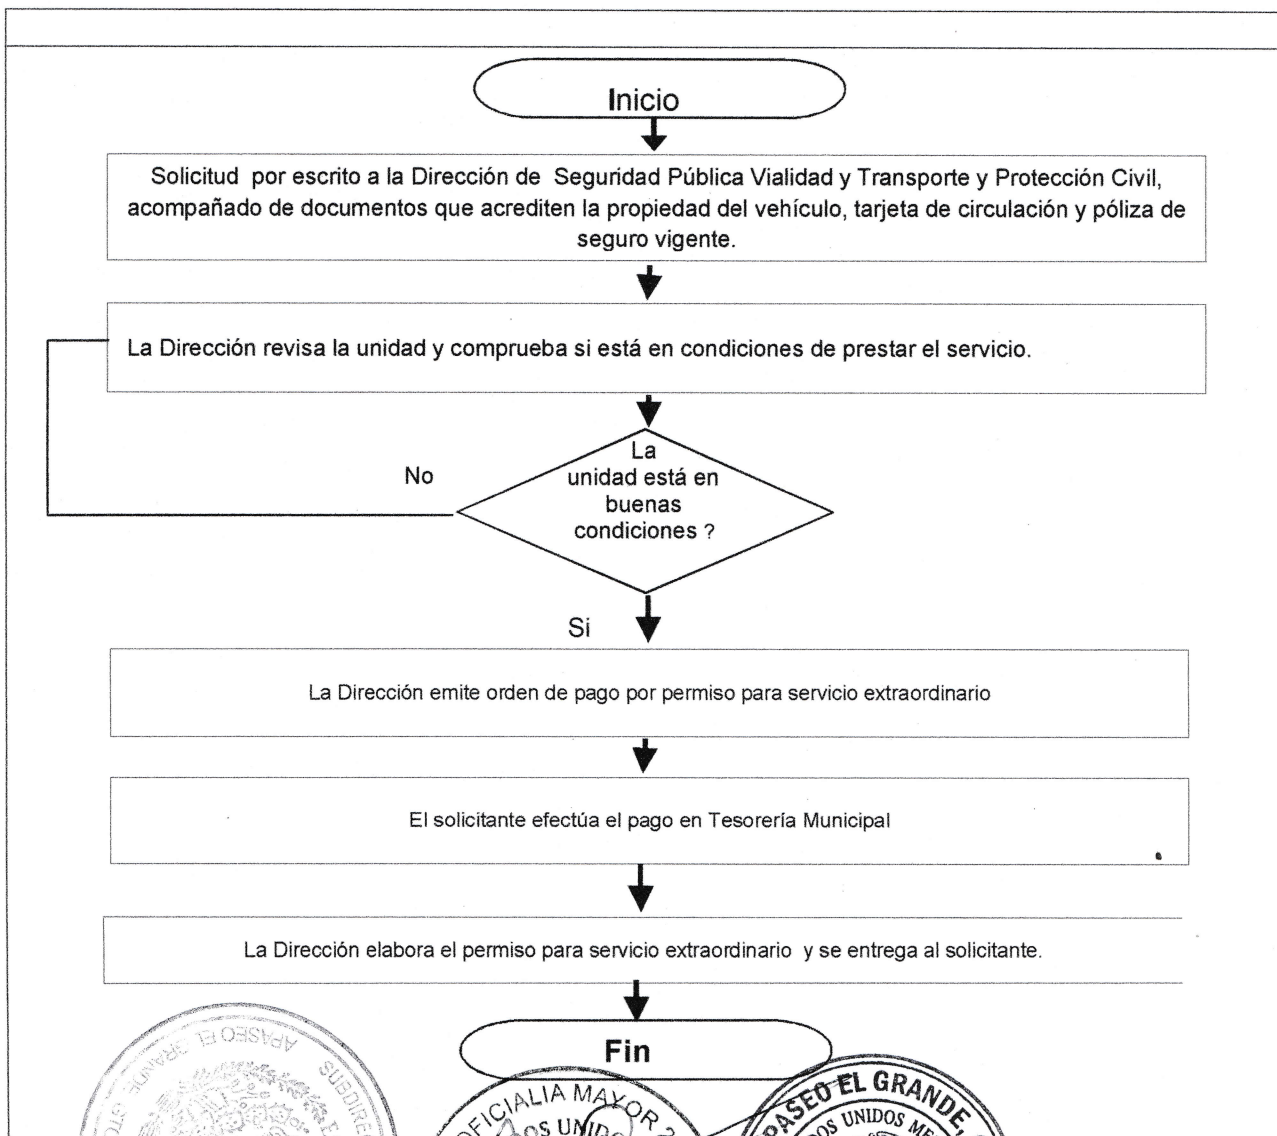 Inicio
Solicitud por escrito a la Dirección de Seguridad Pública Vialidad y Transporte y Protección Civil,
acompañado de documentos que acrediten la propiedad del vehículo, tarjeta de circulación y póliza de
seguro vigente.
La Dirección revisa la unidad y comprueba si está en condiciones de prestar el servicio.
La
unidad está en
buenas
condiciones ?
No
Si
La Dirección emite orden de pago por permiso para servicio extraordinario
El solicitante efectúa el pago en Tesorería Municipal
La Dirección elabora el permiso para servicio extraordinario y se entrega al solicitante.
Fin
APASEO EL GRANDE
OFICIALIA MAYOR
EL GRANDE,
UNIDOS